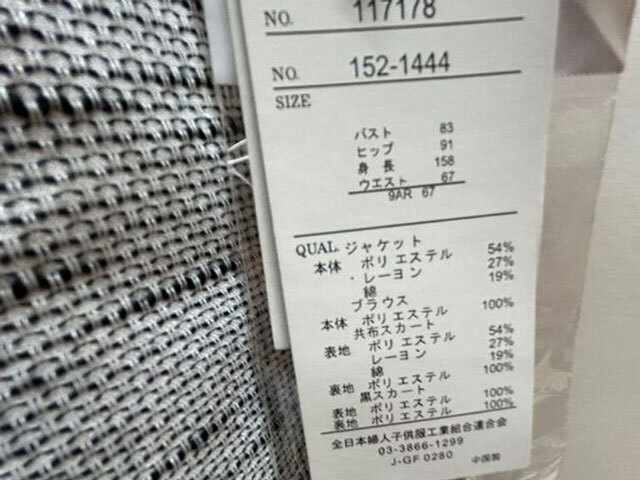 NO. 117178
NO. 152-1444
SIZE
バスト 83
ヒップ 91
身長 158
ウエスト 67
9AR 67
QUAL. ジャケット
本体 ポリエステル 54%
レーヨン 27%
綿 19%
ブラウス
本体 ポリエステル 100%
共布スカート
表地 ポリエステル 54%
レーヨン 27%
綿 19%
裏地 ポリエステル 100%
黒スカート
表地 ポリエステル 100%
裏地 ポリエステル 100%
全日本婦人子供服工業組合連合会
03-3866-1299
J-GF 0280 中国製